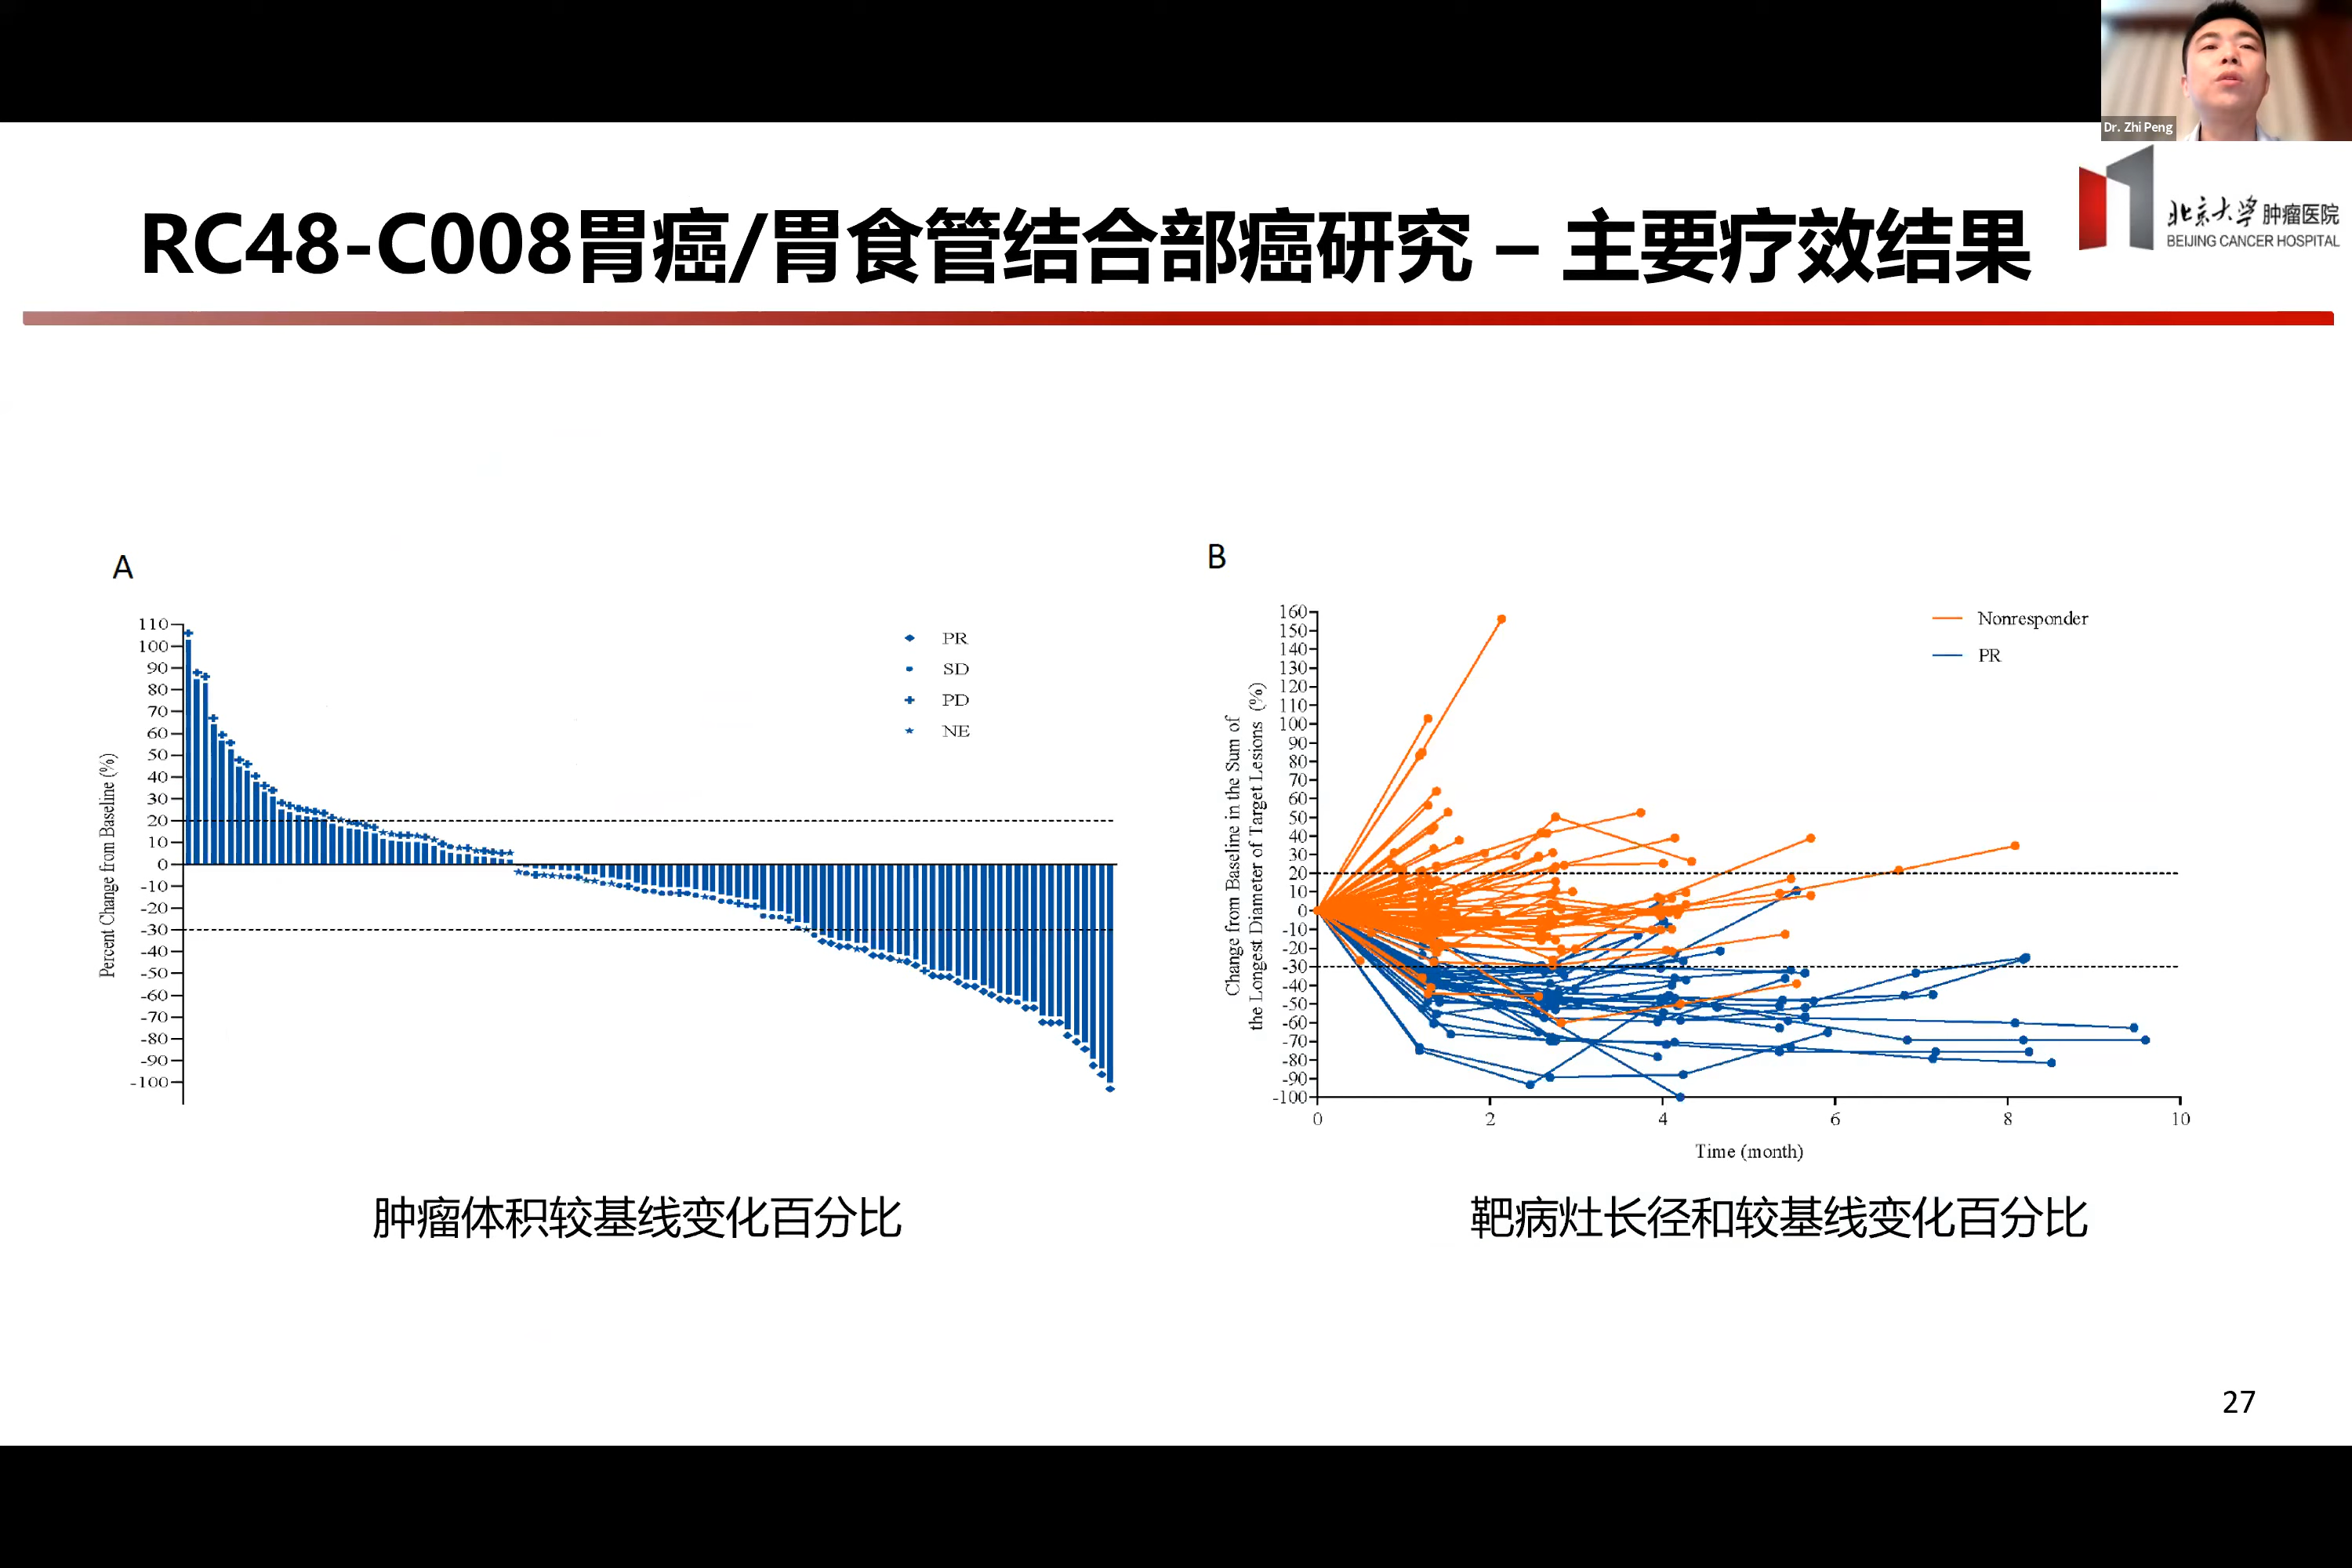 Dr. Zhi Peng
RC48-C008胃癌/胃食管结合部癌研究 – 主要疗效结果
北京大学肿瘤医院
BEIJING CANCER HOSPITAL
A
110
100
90
80
70
60
50
40
30
20
10
0
-10
-20
-30
-40
-50
-60
-70
-80
-90
-100
Percent Change from Baseline (%)
PR
SD
PD
NE
肿瘤体积较基线变化百分比
B
160
150
140
130
120
110
100
90
80
70
60
50
40
30
20
10
0
-10
-20
-30
-40
-50
-60
-70
-80
-90
-100
Change from Baseline in the Sum of
the Longest Diameter of Target Lesions (%)
Nonresponder
PR
0 2 4 6 8 10
Time (month)
靶病灶长径和较基线变化百分比
27